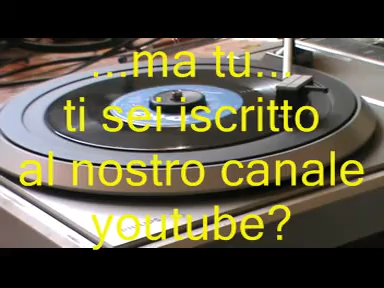 ...ma tu...
ti sei iscritto
al nostro canale
youtube?